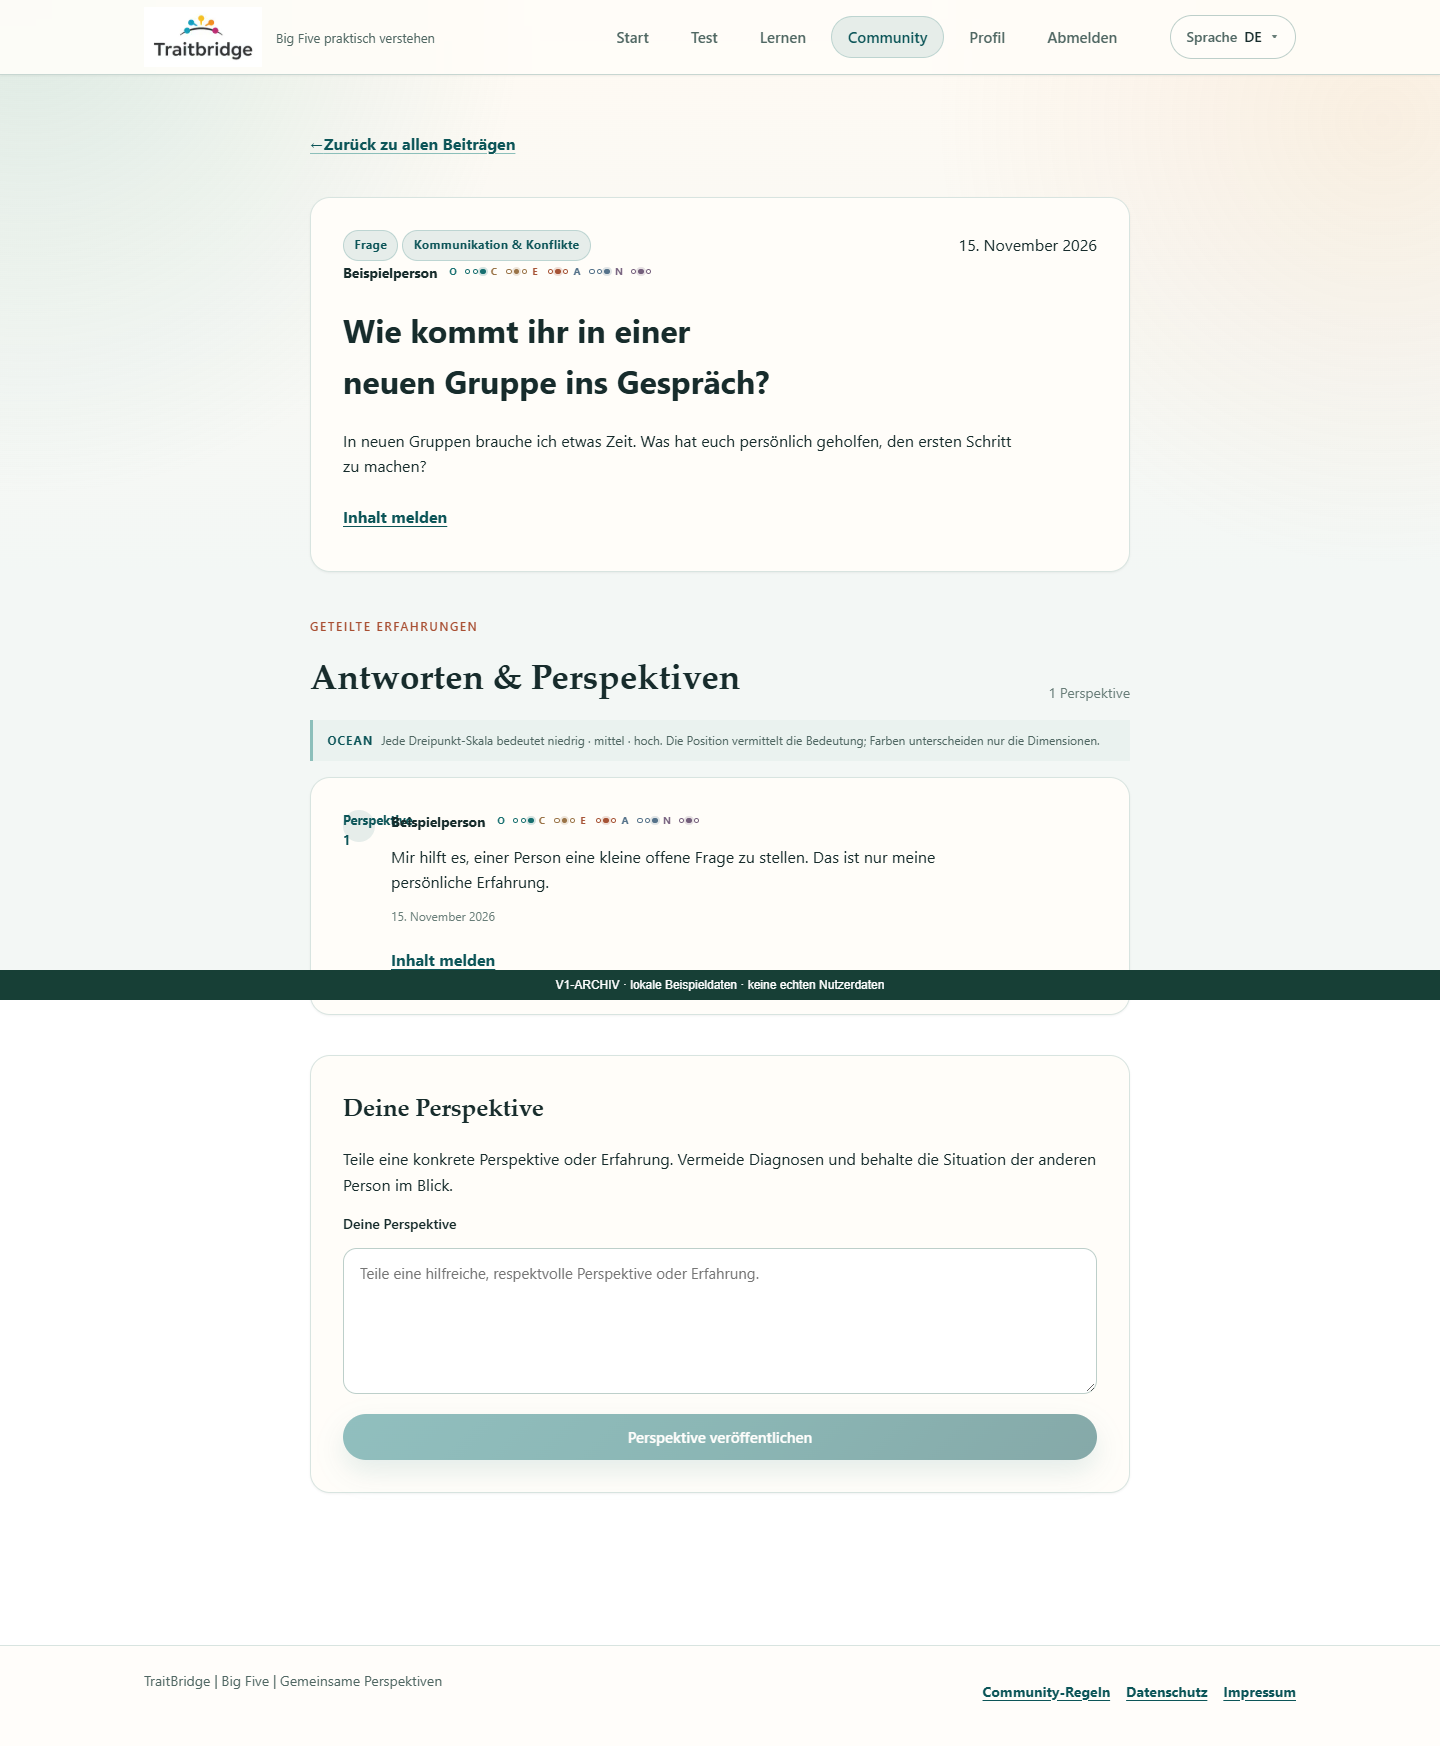 Traitbridge
Big Five praktisch verstehen
Start
Test
Lernen
Community
Profil
Abmelden
Sprache DE
←Zurück zu allen Beiträgen
Frage
Kommunikation & Konflikte
15. November 2026
Beispielperson O C E A N
Wie kommt ihr in einer
neuen Gruppe ins Gespräch?
In neuen Gruppen brauche ich etwas Zeit. Was hat euch persönlich geholfen, den ersten Schritt
zu machen?
Inhalt melden
GETEILTE ERFAHRUNGEN
Antworten & Perspektiven
1 Perspektive
OCEAN Jede Dreipunkt-Skala bedeutet niedrig · mittel · hoch. Die Position vermittelt die Bedeutung; Farben unterscheiden nur die Dimensionen.
Perspektive
1
Beispielperson O C E A N
Mir hilft es, einer Person eine kleine offene Frage zu stellen. Das ist nur meine
persönliche Erfahrung.
15. November 2026
Inhalt melden
V1-ARCHIV · lokale Beispieldaten · keine echten Nutzerdaten
Deine Perspektive
Teile eine konkrete Perspektive oder Erfahrung. Vermeide Diagnosen und behalte die Situation der anderen
Person im Blick.
Deine Perspektive
Teile eine hilfreiche, respektvolle Perspektive oder Erfahrung.
Perspektive veröffentlichen
TraitBridge | Big Five | Gemeinsame Perspektiven
Community-Regeln
Datenschutz
Impressum